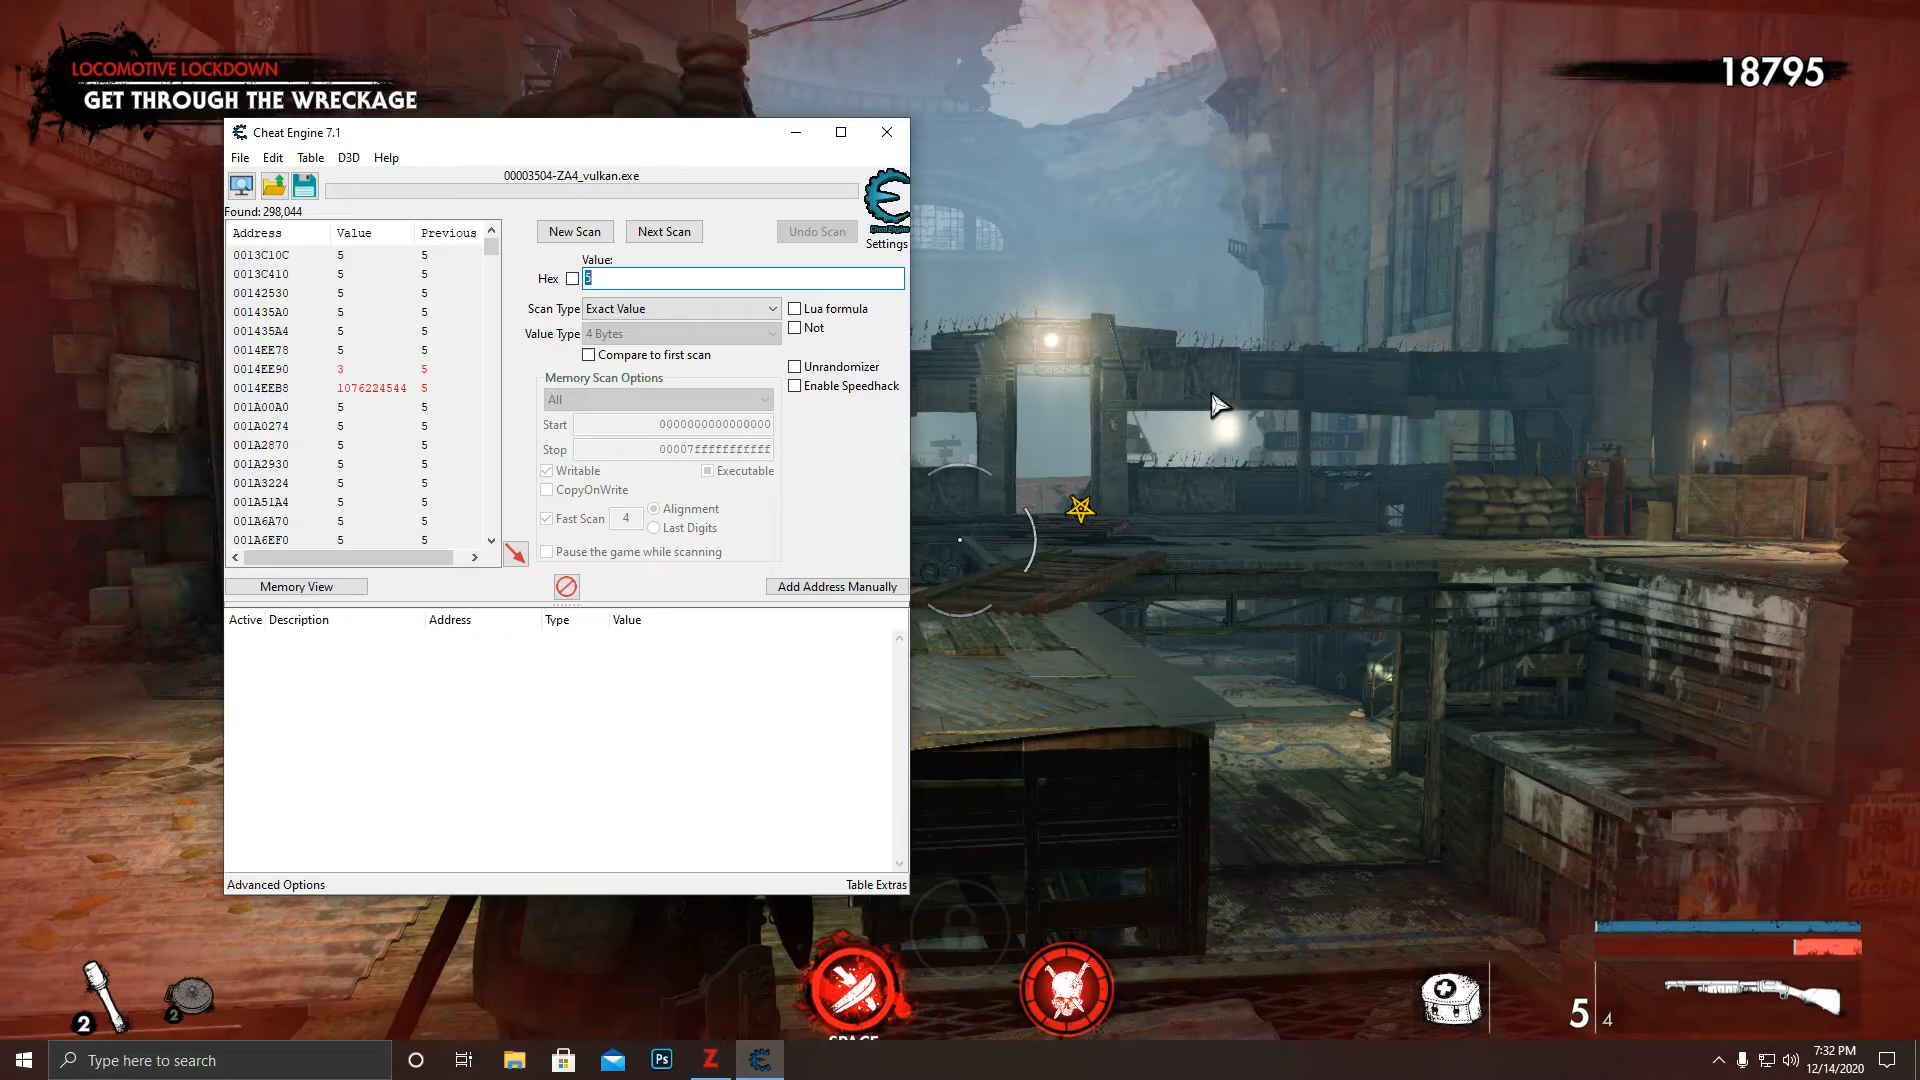 LOCOMOTIVE LOCKDOWN
GET THROUGH THE WRECKAGE
18795
Cheat Engine 7.1
File Edit Table D3D Help
00003504-ZA4_vulkan.exe
Found: 298,044
Address Value Previous
0013C10C 5 5
0013C410 5 5
00142530 5 5
001435A0 5 5
001435A4 5 5
0014EE78 5 5
0014EE90 3 5
0014EEB8 1076224544 5
001A00A0 5 5
001A0274 5 5
001A2870 5 5
001A2930 5 5
001A3224 5 5
001A51A4 5 5
001A6A70 5 5
001A6EF0 5 5
New Scan Next Scan Undo Scan
Cheat Engine
Settings
Value:
Hex 5
Scan Type Exact Value
Lua formula
Not
Value Type 4 Bytes
Compare to first scan
Unrandomizer
Enable Speedhack
Memory Scan Options
All
Start 0000000000000000
Stop 00007fffffffffff
Writable Executable
CopyOnWrite
Fast Scan 4 Alignment
Last Digits
Pause the game while scanning
Memory View
Add Address Manually
Active Description Address Type Value
Advanced Options Table Extras
2
2
SPACE
5 4
Type here to search
Ps
Z
7:32 PM
12/14/2020